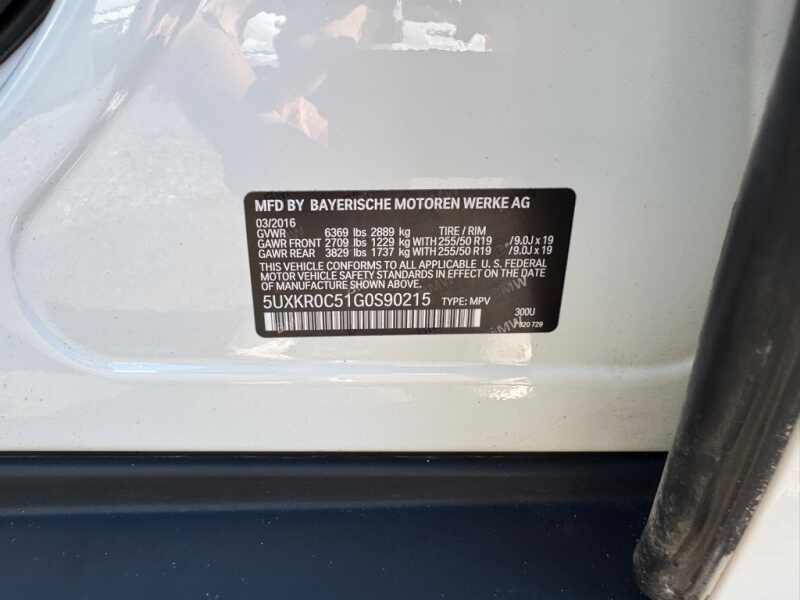 MFD BY BAYERISCHE MOTOREN WERKE AG
03/2016
GVWR 6369 lbs 2889 kg TIRE / RIM
GAWR FRONT 2709 lbs 1229 kg WITH 255/50 R19 /9.0J x 19
GAWR REAR 3829 lbs 1737 kg WITH 255/50 R19 /9.0J x 19
THIS VEHICLE CONFORMS TO ALL APPLICABLE U. S. FEDERAL
MOTOR VEHICLE SAFETY STANDARDS IN EFFECT ON THE DATE
OF MANUFACTURE SHOWN ABOVE.
5UXKR0C51G0S90215 TYPE: MPV
300U
7 320 729